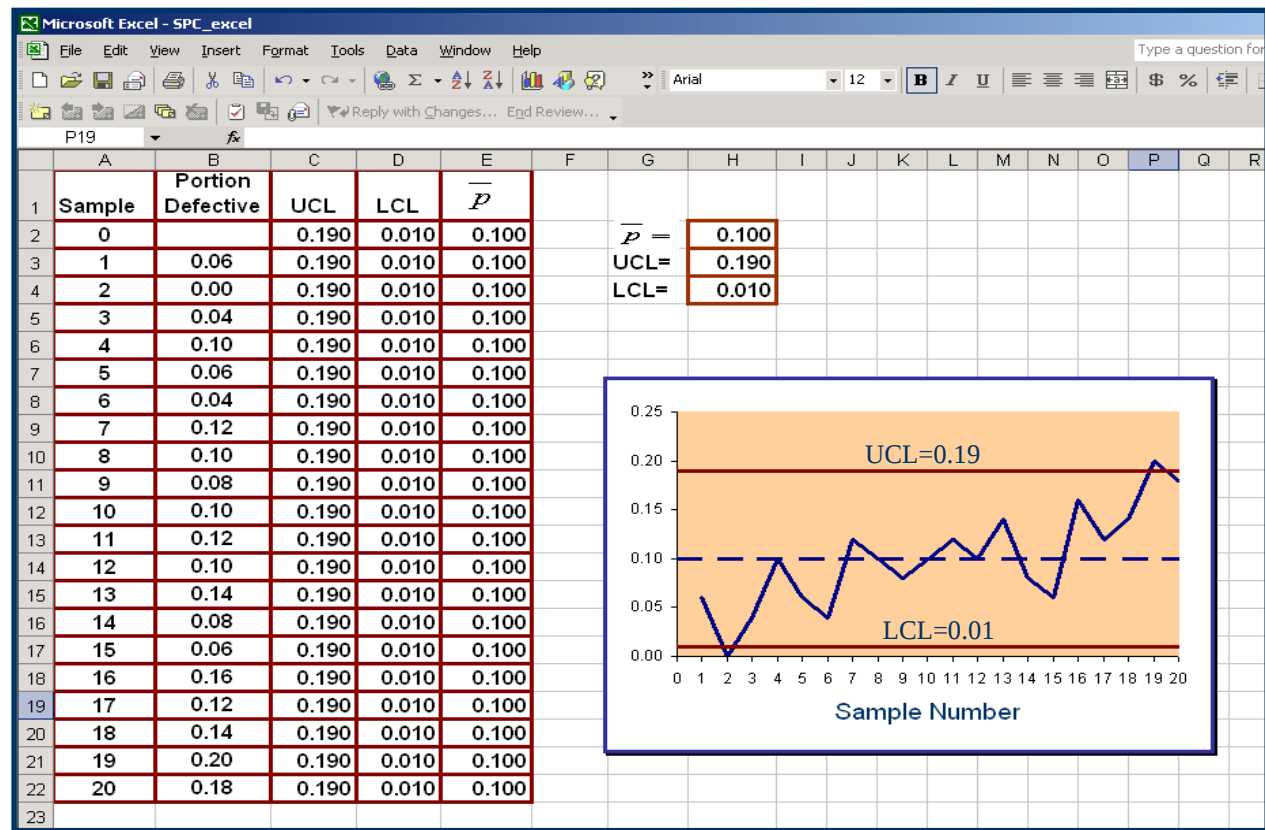 Microsoft Excel - SPC_excel
File Edit View Insert Format Tools Data Window Help Type a question for
Arial 12 B I U $ %
Reply with Changes... End Review...
P19 fx
A B C D E F G H I J K L M N O P Q R
Portion
1 Sample Defective UCL LCL p̅
2 0 0.190 0.010 0.100 p̅ = 0.100
3 1 0.06 0.190 0.010 0.100 UCL= 0.190
4 2 0.00 0.190 0.010 0.100 LCL= 0.010
5 3 0.04 0.190 0.010 0.100
6 4 0.10 0.190 0.010 0.100
7 5 0.06 0.190 0.010 0.100
8 6 0.04 0.190 0.010 0.100
9 7 0.12 0.190 0.010 0.100
10 8 0.10 0.190 0.010 0.100
11 9 0.08 0.190 0.010 0.100
12 10 0.10 0.190 0.010 0.100
13 11 0.12 0.190 0.010 0.100
14 12 0.10 0.190 0.010 0.100
15 13 0.14 0.190 0.010 0.100
16 14 0.08 0.190 0.010 0.100
17 15 0.06 0.190 0.010 0.100
18 16 0.16 0.190 0.010 0.100
19 17 0.12 0.190 0.010 0.100
20 18 0.14 0.190 0.010 0.100
21 19 0.20 0.190 0.010 0.100
22 20 0.18 0.190 0.010 0.100
23
0.25
UCL=0.19
0.20
0.15
0.10
0.05
LCL=0.01
0.00
0 1 2 3 4 5 6 7 8 9 10 11 12 13 14 15 16 17 18 19 20
Sample Number